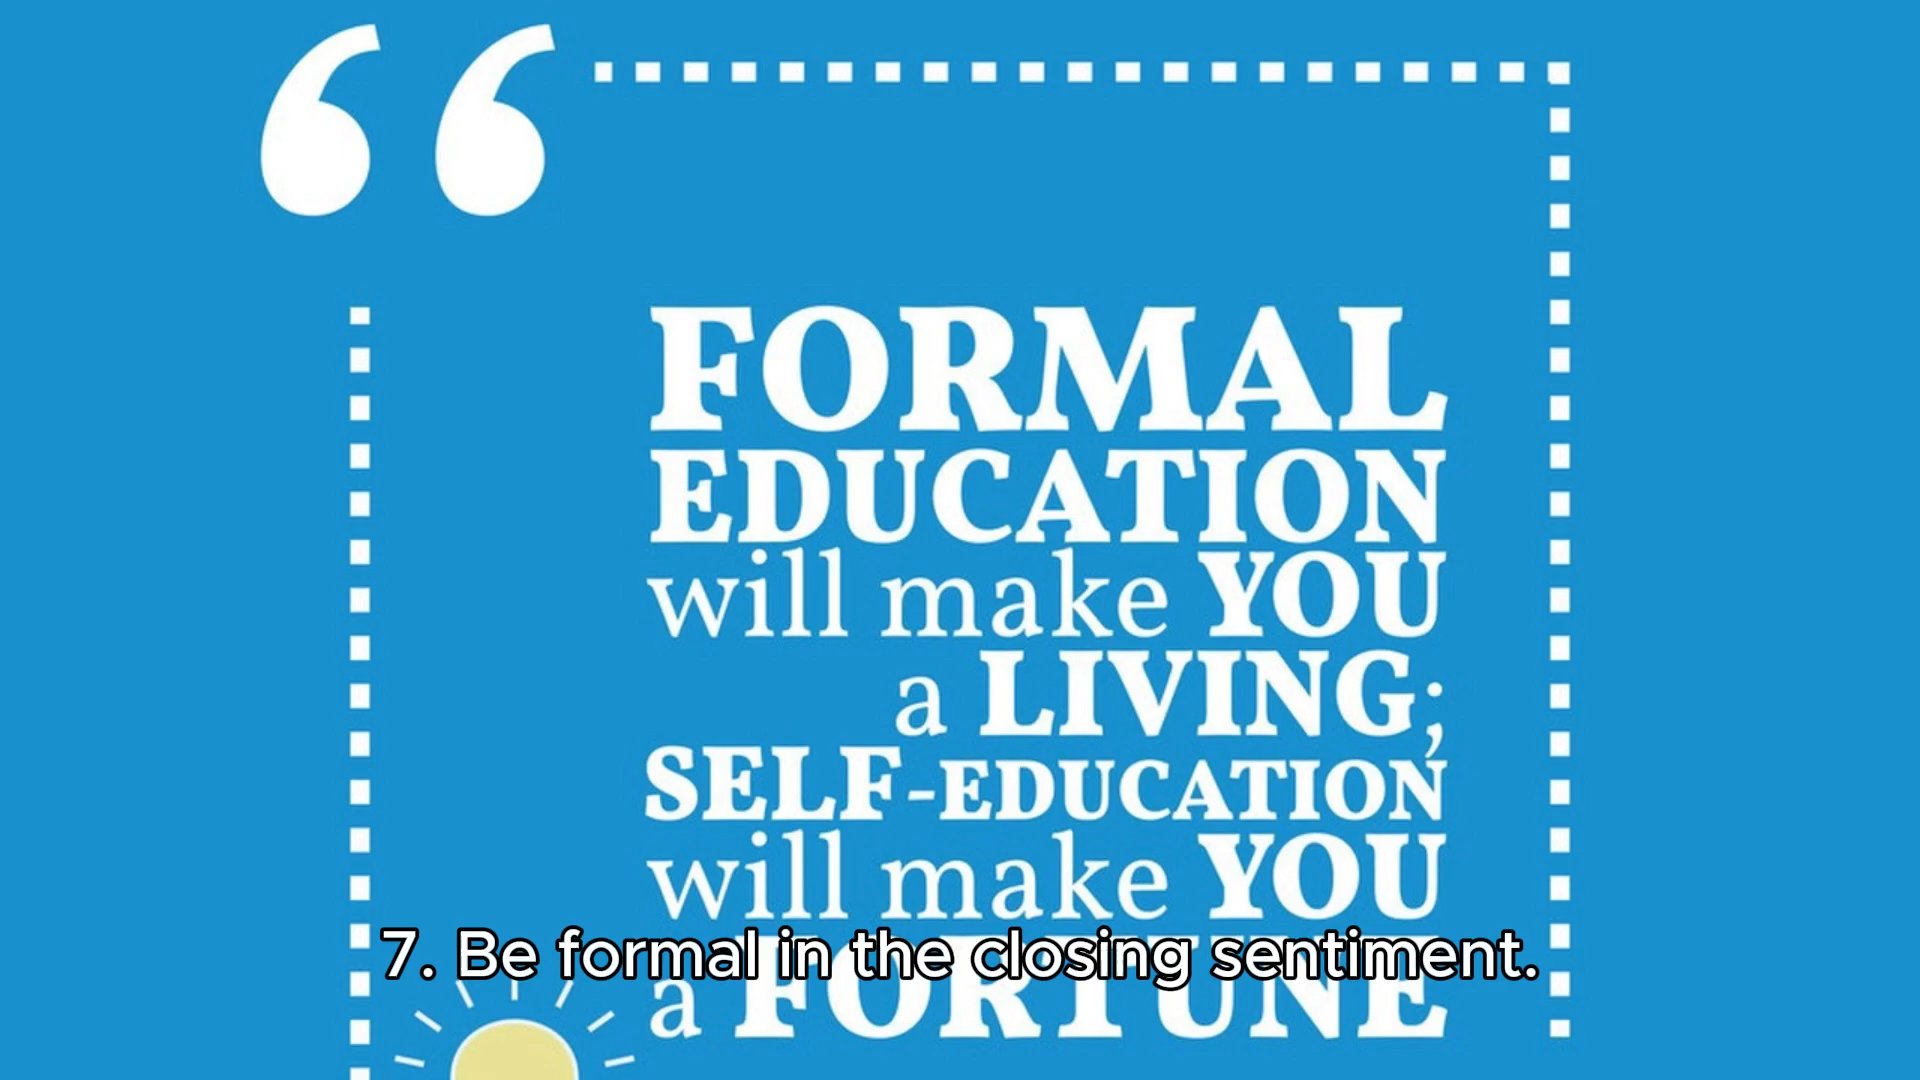 FORMAL
EDUCATION
will make YOU
a LIVING;
SELF-EDUCATION
will make YOU
a FORTUNE
7. Be formal in the closing sentiment.